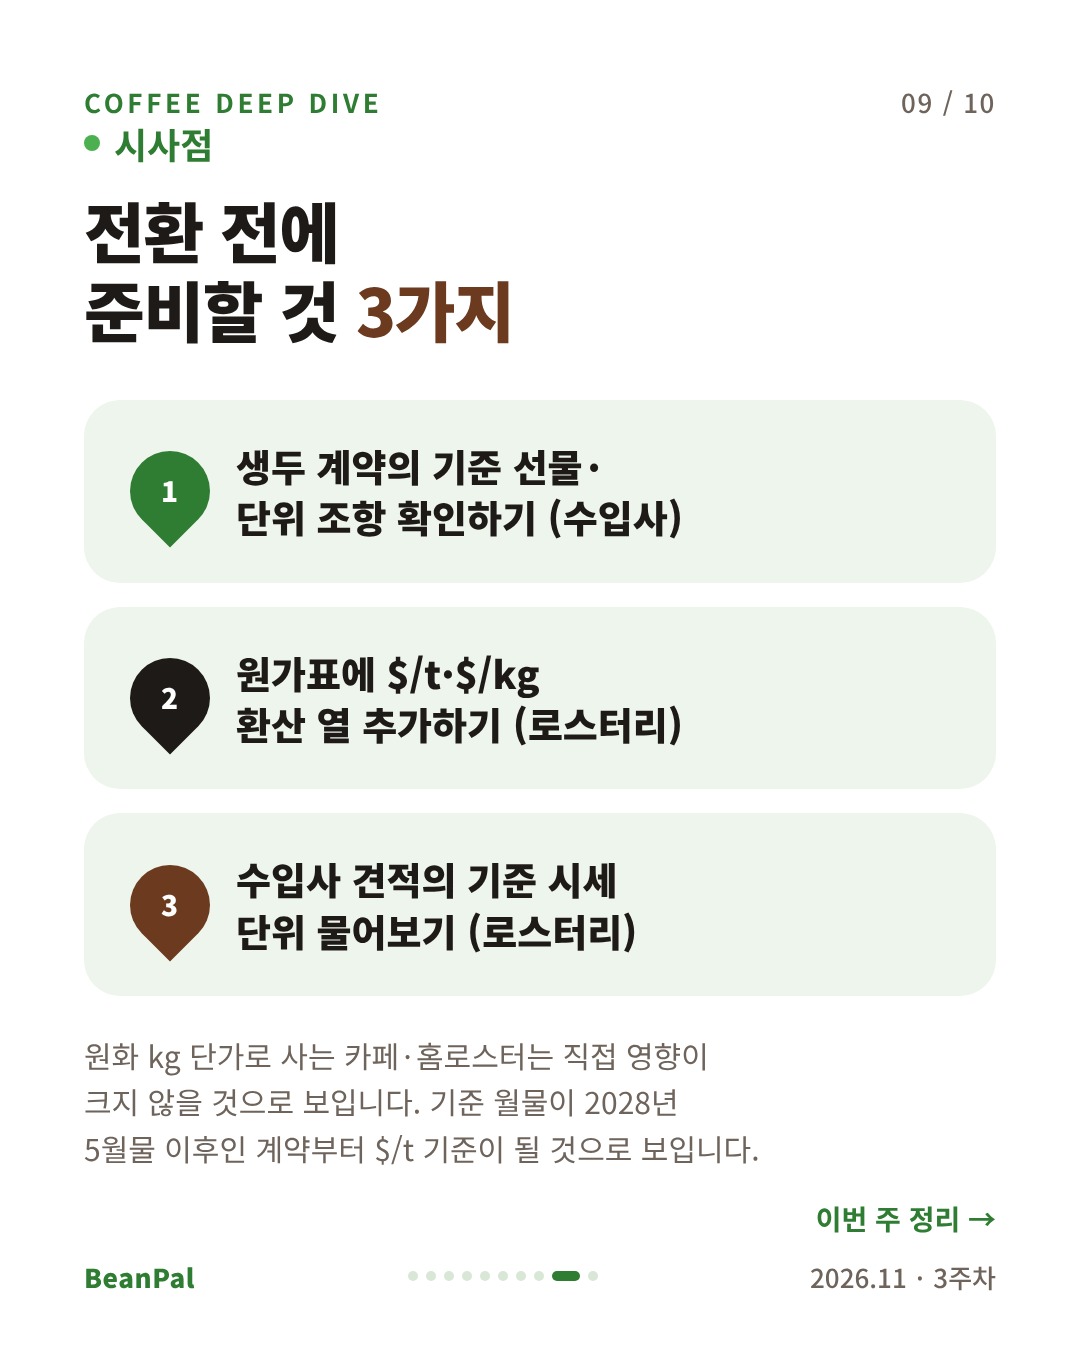 COFFEE DEEP DIVE
09 / 10
시사점
전환 전에
준비할 것 3가지
1
생두 계약의 기준 선물·
단위 조항 확인하기 (수입사)
2
원가표에 $/t·$/kg
환산 열 추가하기 (로스터리)
3
수입사 견적의 기준 시세
단위 물어보기 (로스터리)
원화 kg 단가로 사는 카페·홈로스터는 직접 영향이
크지 않을 것으로 보입니다. 기준 월물이 2028년
5월물 이후인 계약부터 $/t 기준이 될 것으로 보입니다.
이번 주 정리 →
BeanPal
2026.11 · 3주차